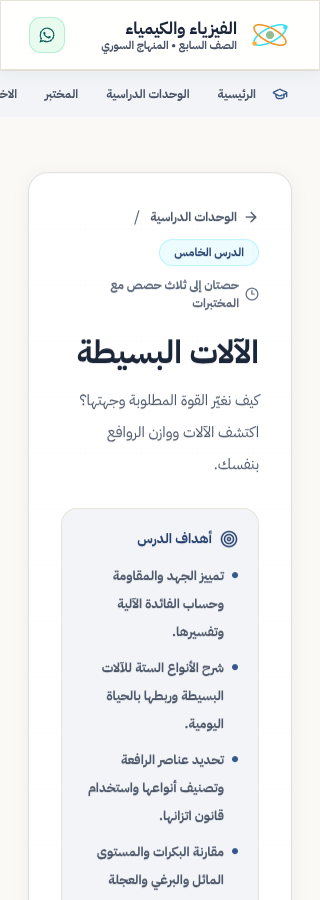 الفيزياء والكيمياء
الصف السابع • المنهاج السوري
الرئيسية
الوحدات الدراسية
المختبر
الوحدات الدراسية /
الدرس الخامس
حصتان إلى ثلاث حصص مع
المختبرات
الآلات البسيطة
كيف نغيّر القوة المطلوبة وجهتها؟
اكتشف الآلات ووازن الروافع
بنفسك.
أهداف الدرس
تمييز الجهد والمقاومة
وحساب الفائدة الآلية
وتفسيرها.
شرح الأنواع الستة للآلات
البسيطة وربطها بالحياة
اليومية.
تحديد عناصر الرافعة
وتصنيف أنواعها واستخدام
قانون اتزانها.
مقارنة البكرات والمستوى
المائل والبرغي والعجلة